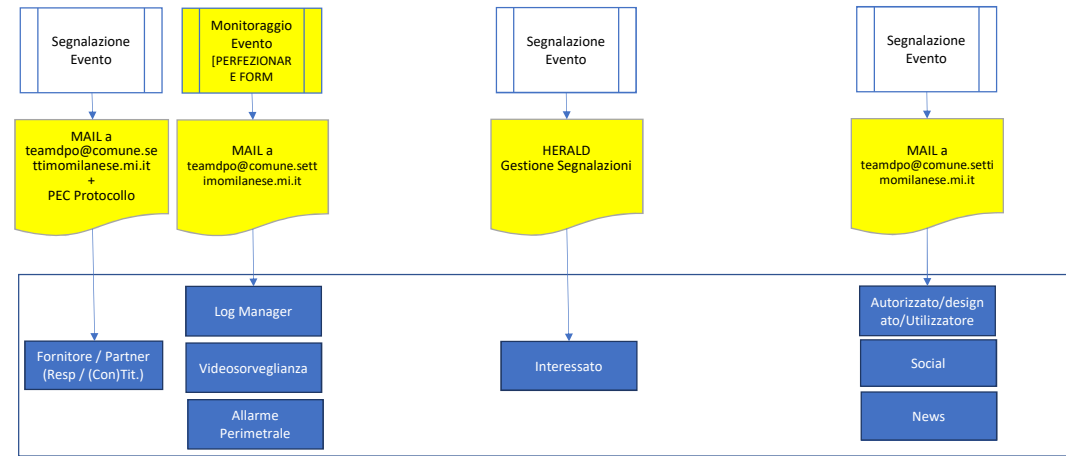 Segnalazione
Evento
Monitoraggio
Evento
[PERFEZIONAR
E FORM
Segnalazione
Evento
Segnalazione
Evento
MAIL a
teamdpo@comune.se
ttimomilanese.mi.it
+
PEC Protocollo
MAIL a
teamdpo@comune.sett
imomilanese.mi.it
HERALD
Gestione Segnalazioni
MAIL a
teamdpo@comune.setti
momilanese.mi.it
Fornitore / Partner
(Resp / (Con)Tit.)
Log Manager
Videosorveglianza
Allarme
Perimetrale
Interessato
Autorizzato/design
ato/Utilizzatore
Social
News